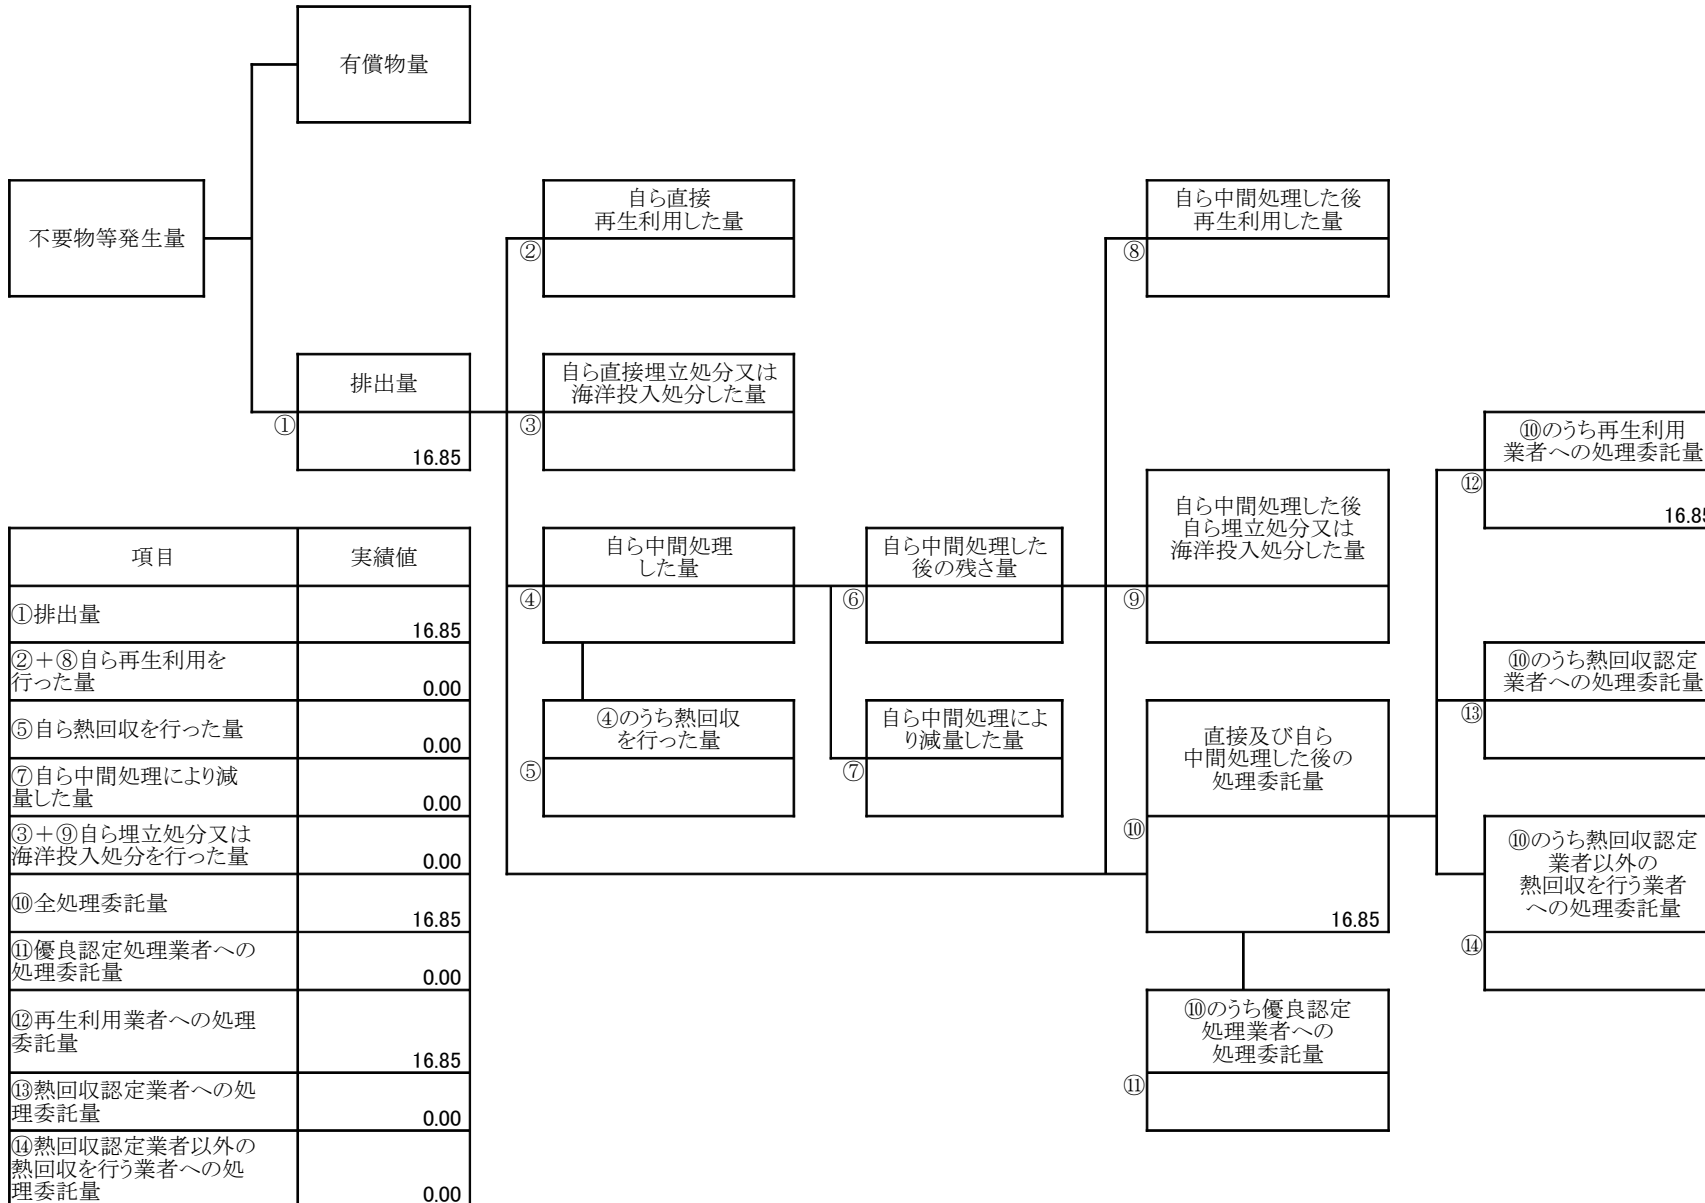 有償物量
不要物等発生量
自ら直接
再生利用した量
②
自ら中間処理した後
再生利用した量
⑧
排出量
①
16.85
自ら直接埋立処分又は
海洋投入処分した量
③
⑩のうち再生利用
業者への処理委託量
⑫
16.85
自ら中間処理した後
自ら埋立処分又は
海洋投入処分した量
⑨
自ら中間処理
した量
④
自ら中間処理した
後の残さ量
⑥
⑩のうち熱回収認定
業者への処理委託量
⑬
④のうち熱回収
を行った量
⑤
自ら中間処理によ
り減量した量
⑦
直接及び自ら
中間処理した後の
処理委託量
⑩
16.85
⑩のうち熱回収認定
業者以外の
熱回収を行う業者
への処理委託量
⑭
⑩のうち優良認定
処理業者への
処理委託量
⑪
項目 実績値
①排出量 16.85
②+⑧自ら再生利用を
行った量 0.00
⑤自ら熱回収を行った量 0.00
⑦自ら中間処理により減
量した量 0.00
③+⑨自ら埋立処分又は
海洋投入処分を行った量 0.00
⑩全処理委託量 16.85
⑪優良認定処理業者への
処理委託量 0.00
⑫再生利用業者への処理
委託量 16.85
⑬熱回収認定業者への処
理委託量 0.00
⑭熱回収認定業者以外の
熱回収を行う業者への処
理委託量 0.00